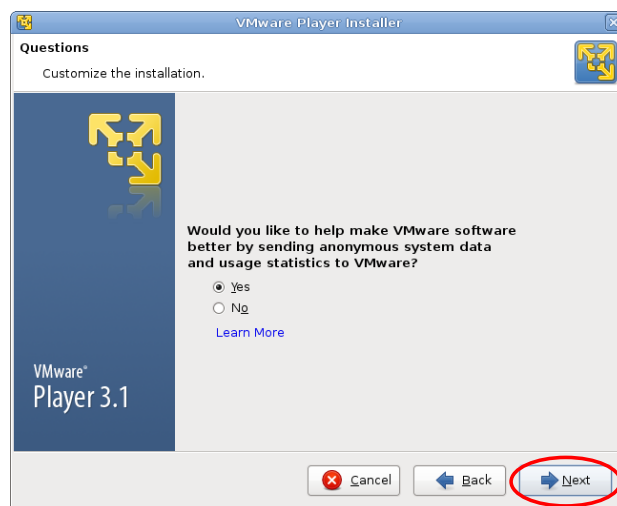 VMware Player Installer
Questions
Customize the installation.
Would you like to help make VMware software
better by sending anonymous system data
and usage statistics to VMware?
Yes
No
Learn More
VMware®
Player 3.1
Cancel
Back
Next